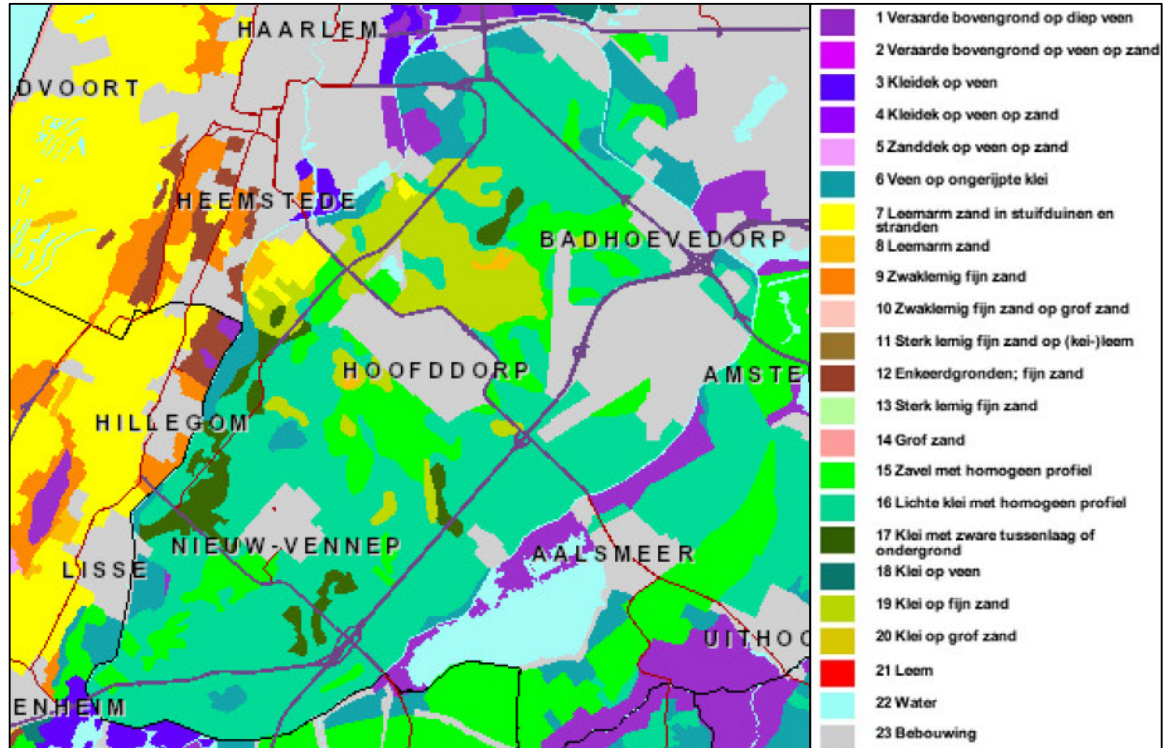 HAARLEM
DVOORT
HEEMSTEDE
BADHOEVEDORP
HOOFDDORP
AMSTE
HILLEGOM
NIEUW-VENNEP
AALSMEER
LISSE
UITHOO
ENHEIM
1 Veraarde bovengrond op diep veen
2 Veraarde bovengrond op veen op zand
3 Kleidek op veen
4 Kleidek op veen op zand
5 Zanddek op veen op zand
6 Veen op ongerijpte klei
7 Leemarm zand in stuifduinen en
stranden
8 Leemarm zand
9 Zwaklemig fijn zand
10 Zwaklemig fijn zand op grof zand
11 Sterk lemig fijn zand op (kei-)leem
12 Enkeerdgronden; fijn zand
13 Sterk lemig fijn zand
14 Grof zand
15 Zavel met homogeen profiel
16 Lichte klei met homogeen profiel
17 Klei met zware tussenlaag of
ondergrond
18 Klei op veen
19 Klei op fijn zand
20 Klei op grof zand
21 Leem
22 Water
23 Bebouwing